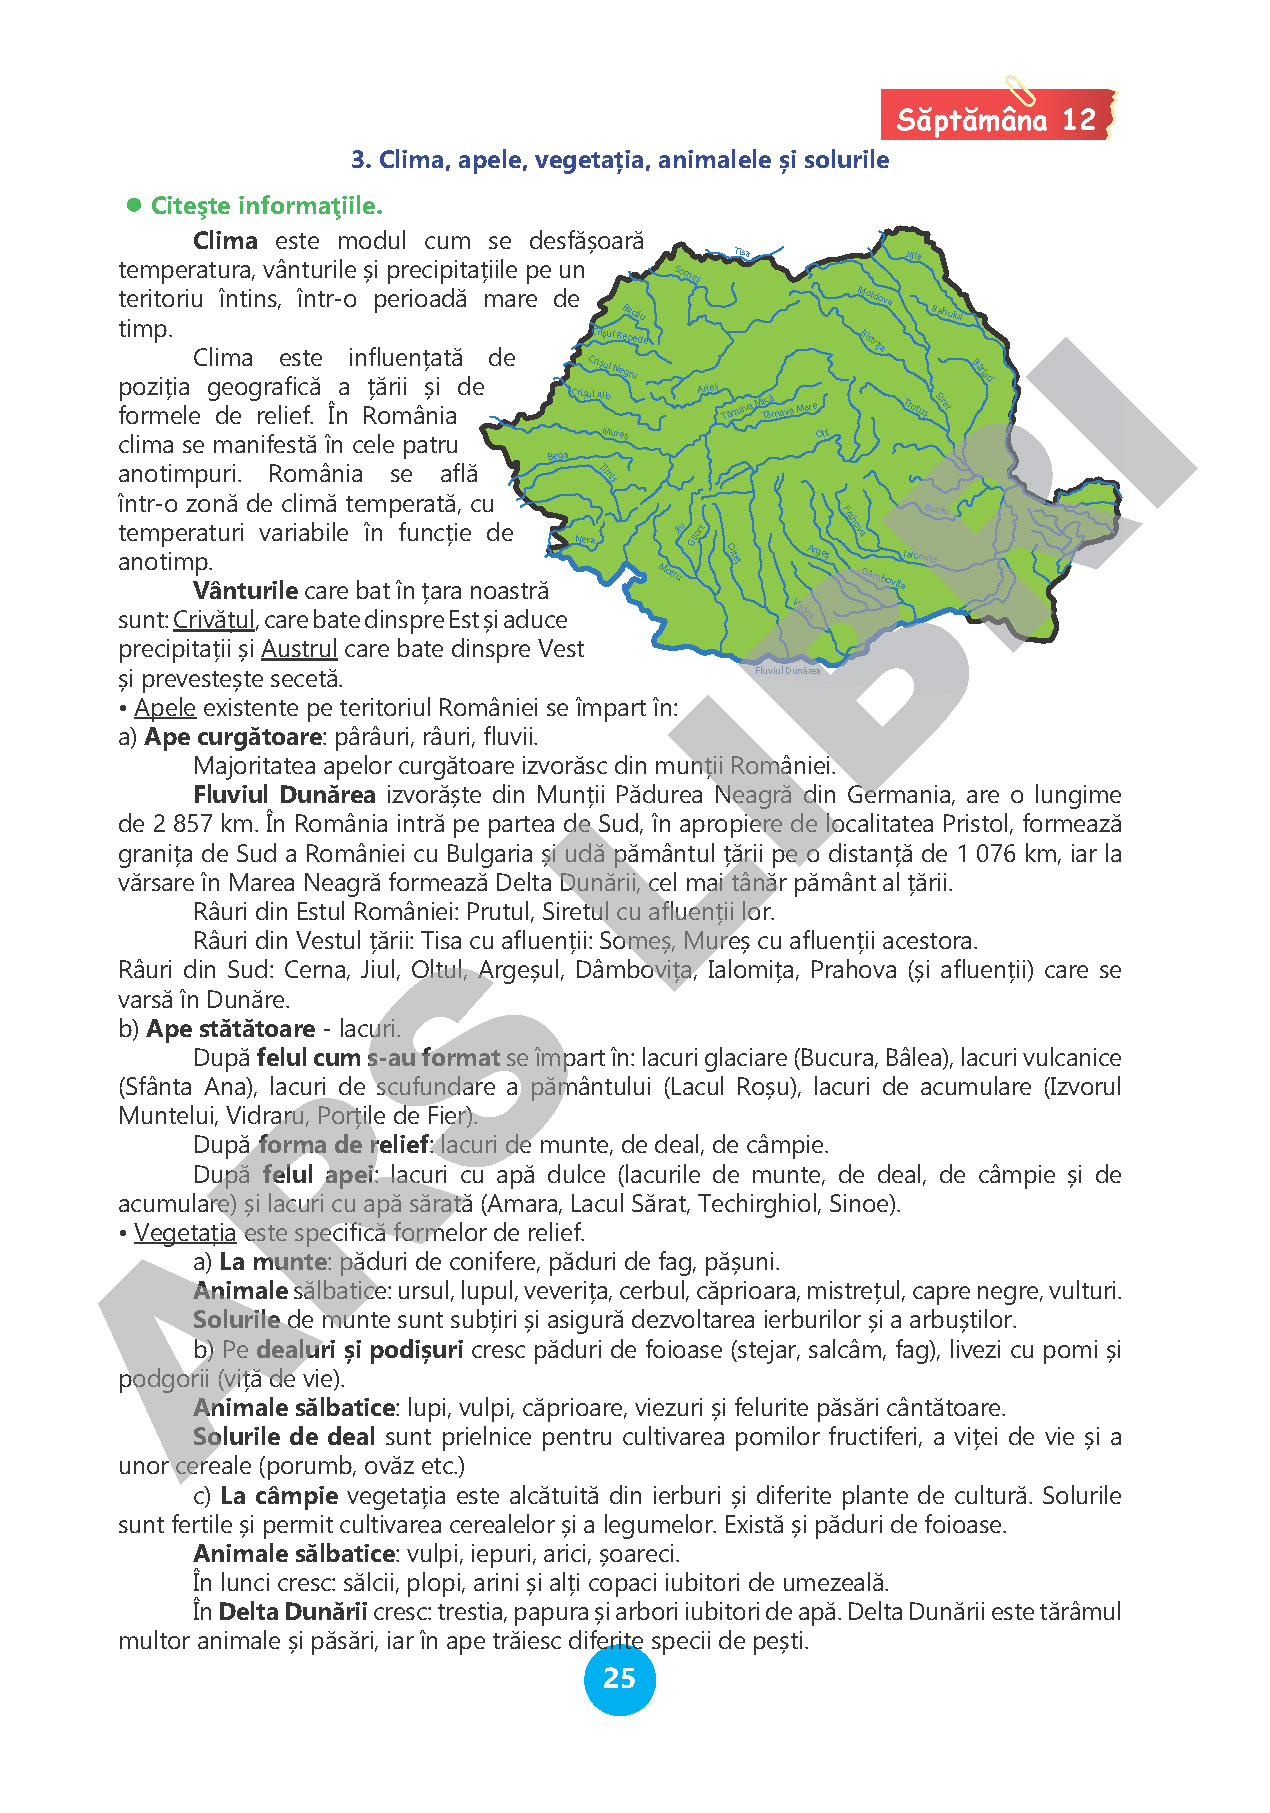 Săptămâna 12
3. Clima, apele, vegetația, animalele și solurile
• Citeşte informaţiile.
Clima este modul cum se desfășoară
temperatura, vânturile și precipitațiile pe un
teritoriu întins, într-o perioadă mare de
timp.
Clima este influențată de
poziția geografică a țării și de
formele de relief. În România
clima se manifestă în cele patru
anotimpuri. România se află
într-o zonă de climă temperată, cu
temperaturi variabile în funcție de
anotimp.
Vânturile care bat în țara noastră
sunt: Crivățul, care bate dinspre Est și aduce
precipitații și Austrul care bate dinspre Vest
și prevestește secetă.
Tisa
Someș
Jijia
Moldova
Bahului
Barcău
Crișul Repede
Bistrița
Crișul Negru
Bârlad
Crișul Alb
Arieș
Târnava Mică
Târnava Mare
Trotuș
Siret
Mureș
Olt
Bega
Timiș
Buzău
Prahova
Jiu
Gilort
Nera
Olteț
Argeș
Ialomița
Motru
Dâmbovița
Vedea
Fluviul Dunărea
• Apele existente pe teritoriul României se împart în:
a) Ape curgătoare: pârâuri, râuri, fluvii.
Majoritatea apelor curgătoare izvorăsc din munții României.
Fluviul Dunărea izvorăște din Munții Pădurea Neagră din Germania, are o lungime
de 2 857 km. În România intră pe partea de Sud, în apropiere de localitatea Pristol, formează
granița de Sud a României cu Bulgaria și udă pământul țării pe o distanță de 1 076 km, iar la
vărsare în Marea Neagră formează Delta Dunării, cel mai tânăr pământ al țării.
Râuri din Estul României: Prutul, Siretul cu afluenții lor.
Râuri din Vestul țării: Tisa cu afluenții: Someș, Mureș cu afluenții acestora.
Râuri din Sud: Cerna, Jiul, Oltul, Argeșul, Dâmbovița, Ialomița, Prahova (și afluenții) care se
varsă în Dunăre.
b) Ape stătătoare - lacuri.
După felul cum s-au format se împart în: lacuri glaciare (Bucura, Bâlea), lacuri vulcanice
(Sfânta Ana), lacuri de scufundare a pământului (Lacul Roșu), lacuri de acumulare (Izvorul
Muntelui, Vidraru, Porțile de Fier).
După forma de relief: lacuri de munte, de deal, de câmpie.
După felul apei: lacuri cu apă dulce (lacurile de munte, de deal, de câmpie și de
acumulare) și lacuri cu apă sărată (Amara, Lacul Sărat, Techirghiol, Sinoe).
• Vegetația este specifică formelor de relief.
a) La munte: păduri de conifere, păduri de fag, pășuni.
Animale sălbatice: ursul, lupul, veverița, cerbul, căprioara, mistrețul, capre negre, vulturi.
Solurile de munte sunt subțiri și asigură dezvoltarea ierburilor și a arbuștilor.
b) Pe dealuri și podișuri cresc păduri de foioase (stejar, salcâm, fag), livezi cu pomi și
podgorii (viță de vie).
Animale sălbatice: lupi, vulpi, căprioare, viezuri și felurite păsări cântătoare.
Solurile de deal sunt prielnice pentru cultivarea pomilor fructiferi, a viței de vie și a
unor cereale (porumb, ovăz etc.)
c) La câmpie vegetația este alcătuită din ierburi și diferite plante de cultură. Solurile
sunt fertile și permit cultivarea cerealelor și a legumelor. Există și păduri de foioase.
Animale sălbatice: vulpi, iepuri, arici, șoareci.
În lunci cresc: sălcii, plopi, arini și alți copaci iubitori de umezeală.
În Delta Dunării cresc: trestia, papura și arbori iubitori de apă. Delta Dunării este tărâmul
multor animale și păsări, iar în ape trăiesc diferite specii de pești.
25
ARS LIBRI